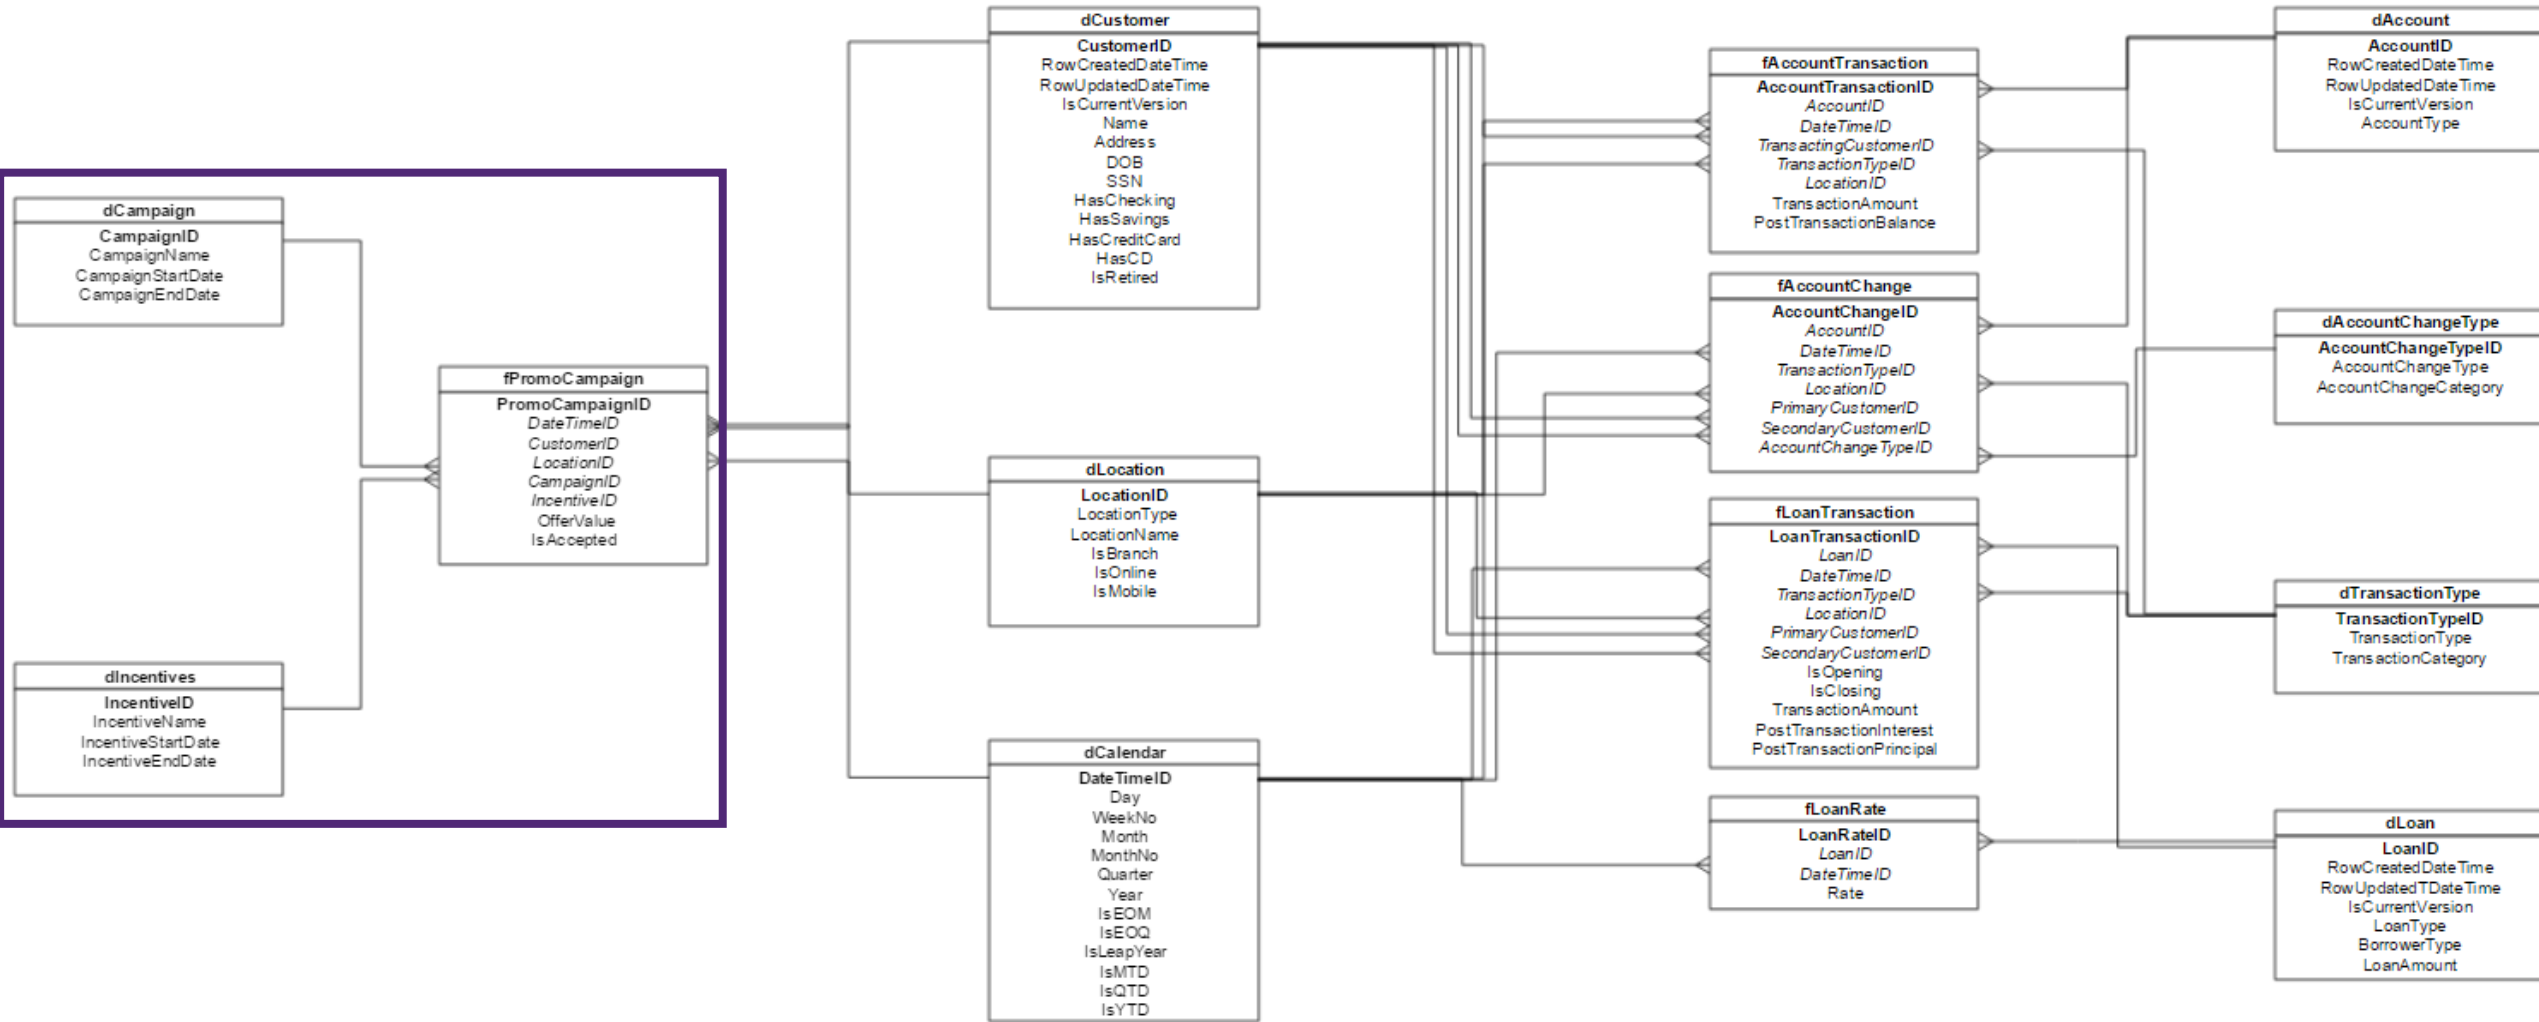 dCampaign
CampaignID
CampaignName
CampaignStartDate
CampaignEndDate
dIncentives
IncentiveID
IncentiveName
IncentiveStartDate
IncentiveEndDate
fPromoCampaign
PromoCampaignID
DateTimeID
CustomerID
LocationID
CampaignID
IncentiveID
OfferValue
IsAccepted
dCustomer
CustomerID
RowCreatedDateTime
RowUpdatedDateTime
IsCurrentVersion
Name
Address
DOB
SSN
HasChecking
HasSavings
HasCreditCard
HasCD
IsRetired
dLocation
LocationID
LocationType
LocationName
IsBranch
IsOnline
IsMobile
dCalendar
DateTimeID
Day
WeekNo
Month
MonthNo
Quarter
Year
IsEOM
IsEOQ
IsLeapYear
IsMTD
IsQTD
IsYTD
fAccountTransaction
AccountTransactionID
AccountID
DateTimeID
TransactingCustomerID
TransactionTypeID
LocationID
TransactionAmount
PostTransactionBalance
fAccountChange
AccountChangeID
AccountID
DateTimeID
TransactionTypeID
LocationID
PrimaryCustomerID
SecondaryCustomerID
AccountChangeTypeID
fLoanTransaction
LoanTransactionID
LoanID
DateTimeID
TransactionTypeID
LocationID
PrimaryCustomerID
SecondaryCustomerID
IsOpening
IsClosing
TransactionAmount
PostTransactionInterest
PostTransactionPrincipal
fLoanRate
LoanRateID
LoanID
DateTimeID
Rate
dAccount
AccountID
RowCreatedDateTime
RowUpdatedDateTime
IsCurrentVersion
AccountType
dAccountChangeType
AccountChangeTypeID
AccountChangeType
AccountChangeCategory
dTransactionType
TransactionTypeID
TransactionType
TransactionCategory
dLoan
LoanID
RowCreatedDateTime
RowUpdatedTDateTime
IsCurrentVersion
LoanType
BorrowerType
LoanAmount